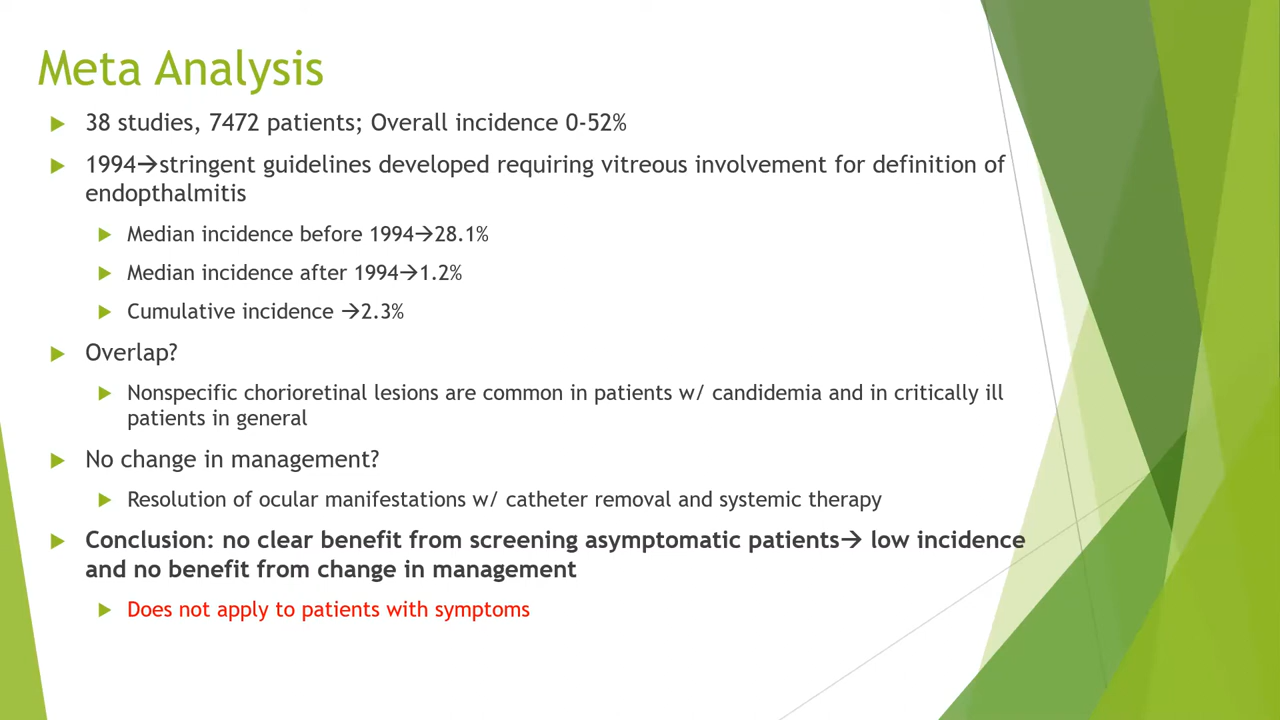 Meta Analysis
38 studies, 7472 patients; Overall incidence 0-52%
1994→stringent guidelines developed requiring vitreous involvement for definition of
endopthalmitis
Median incidence before 1994→28.1%
Median incidence after 1994→1.2%
Cumulative incidence →2.3%
Overlap?
Nonspecific chorioretinal lesions are common in patients w/ candidemia and in critically ill
patients in general
No change in management?
Resolution of ocular manifestations w/ catheter removal and systemic therapy
Conclusion: no clear benefit from screening asymptomatic patients→ low incidence
and no benefit from change in management
Does not apply to patients with symptoms